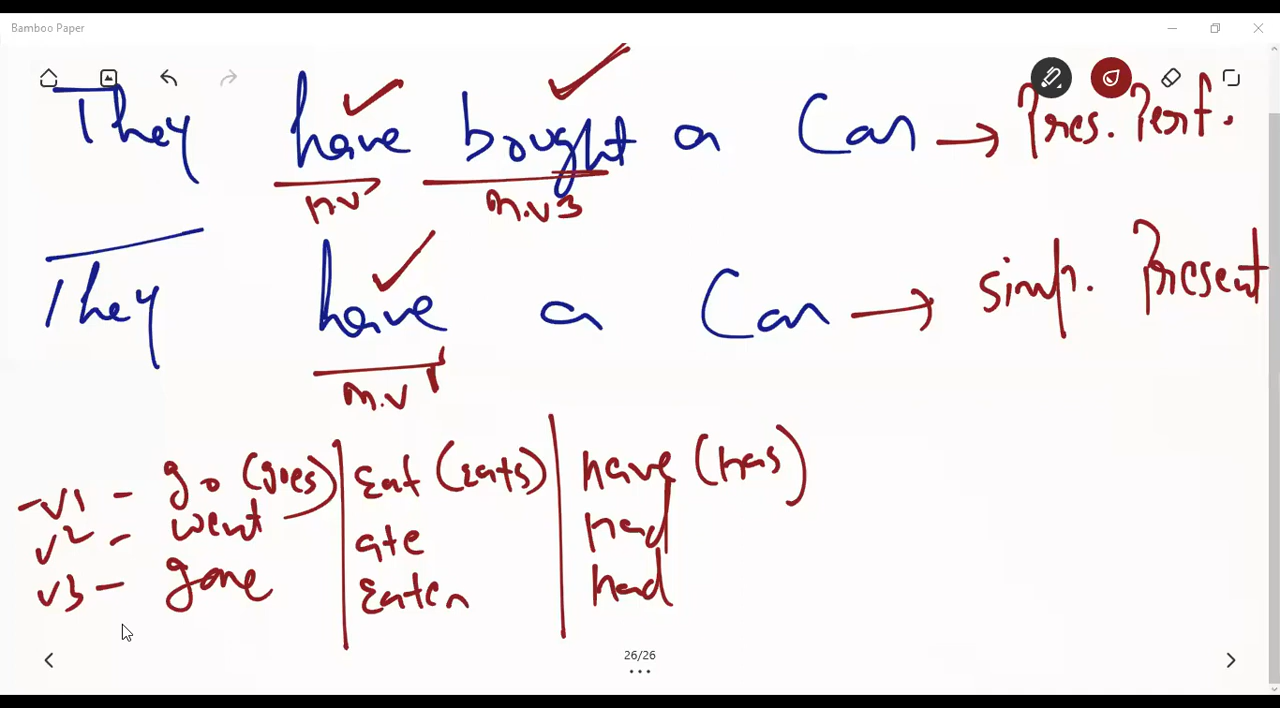 Bamboo Paper
They have bought a Car → Pres. Perf.
h.v m.v3
They have a Car → simp. Present
m.v1
v1 - go (goes) Eat (Eats) have (has)
v2 - went ate had
v3 - gone Eaten had
26/26